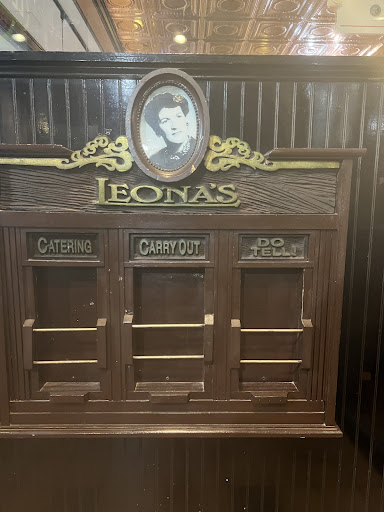 LEONA'S
CATERING
CARRY OUT
DO
TELL!